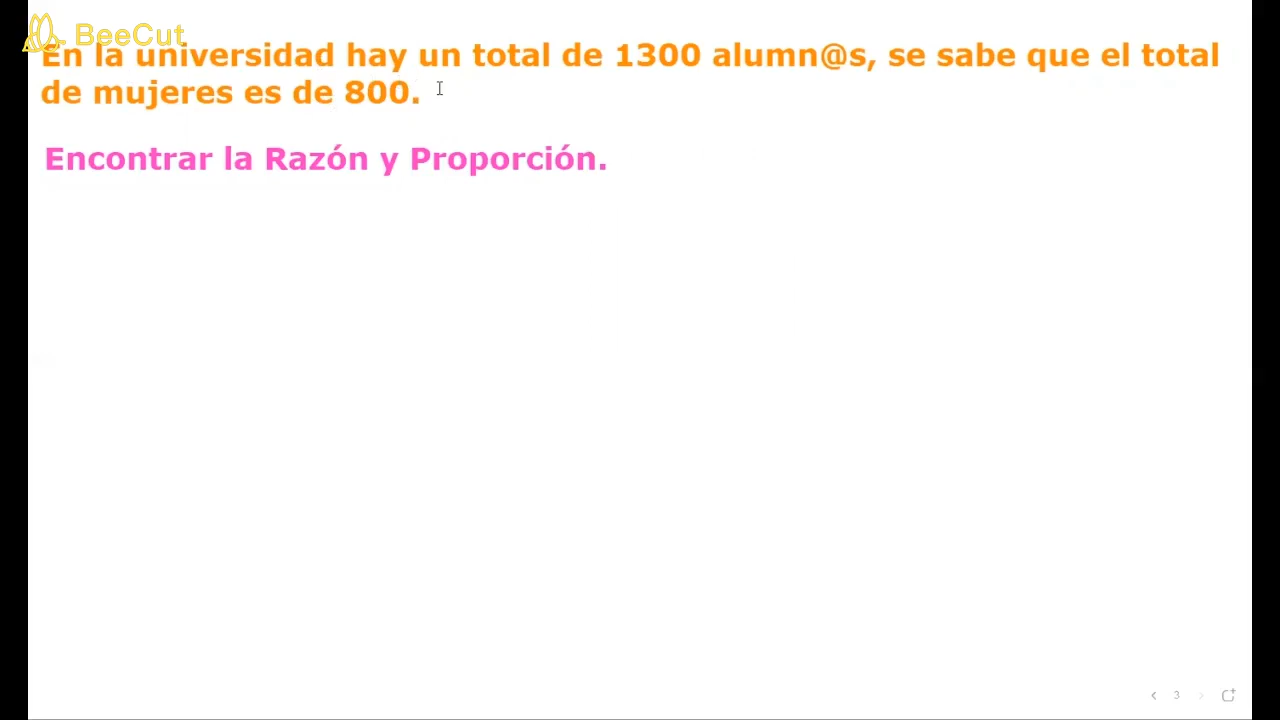 BeeCut
En la universidad hay un total de 1300 alumn@s, se sabe que el total
de mujeres es de 800.
Encontrar la Razón y Proporción.
3